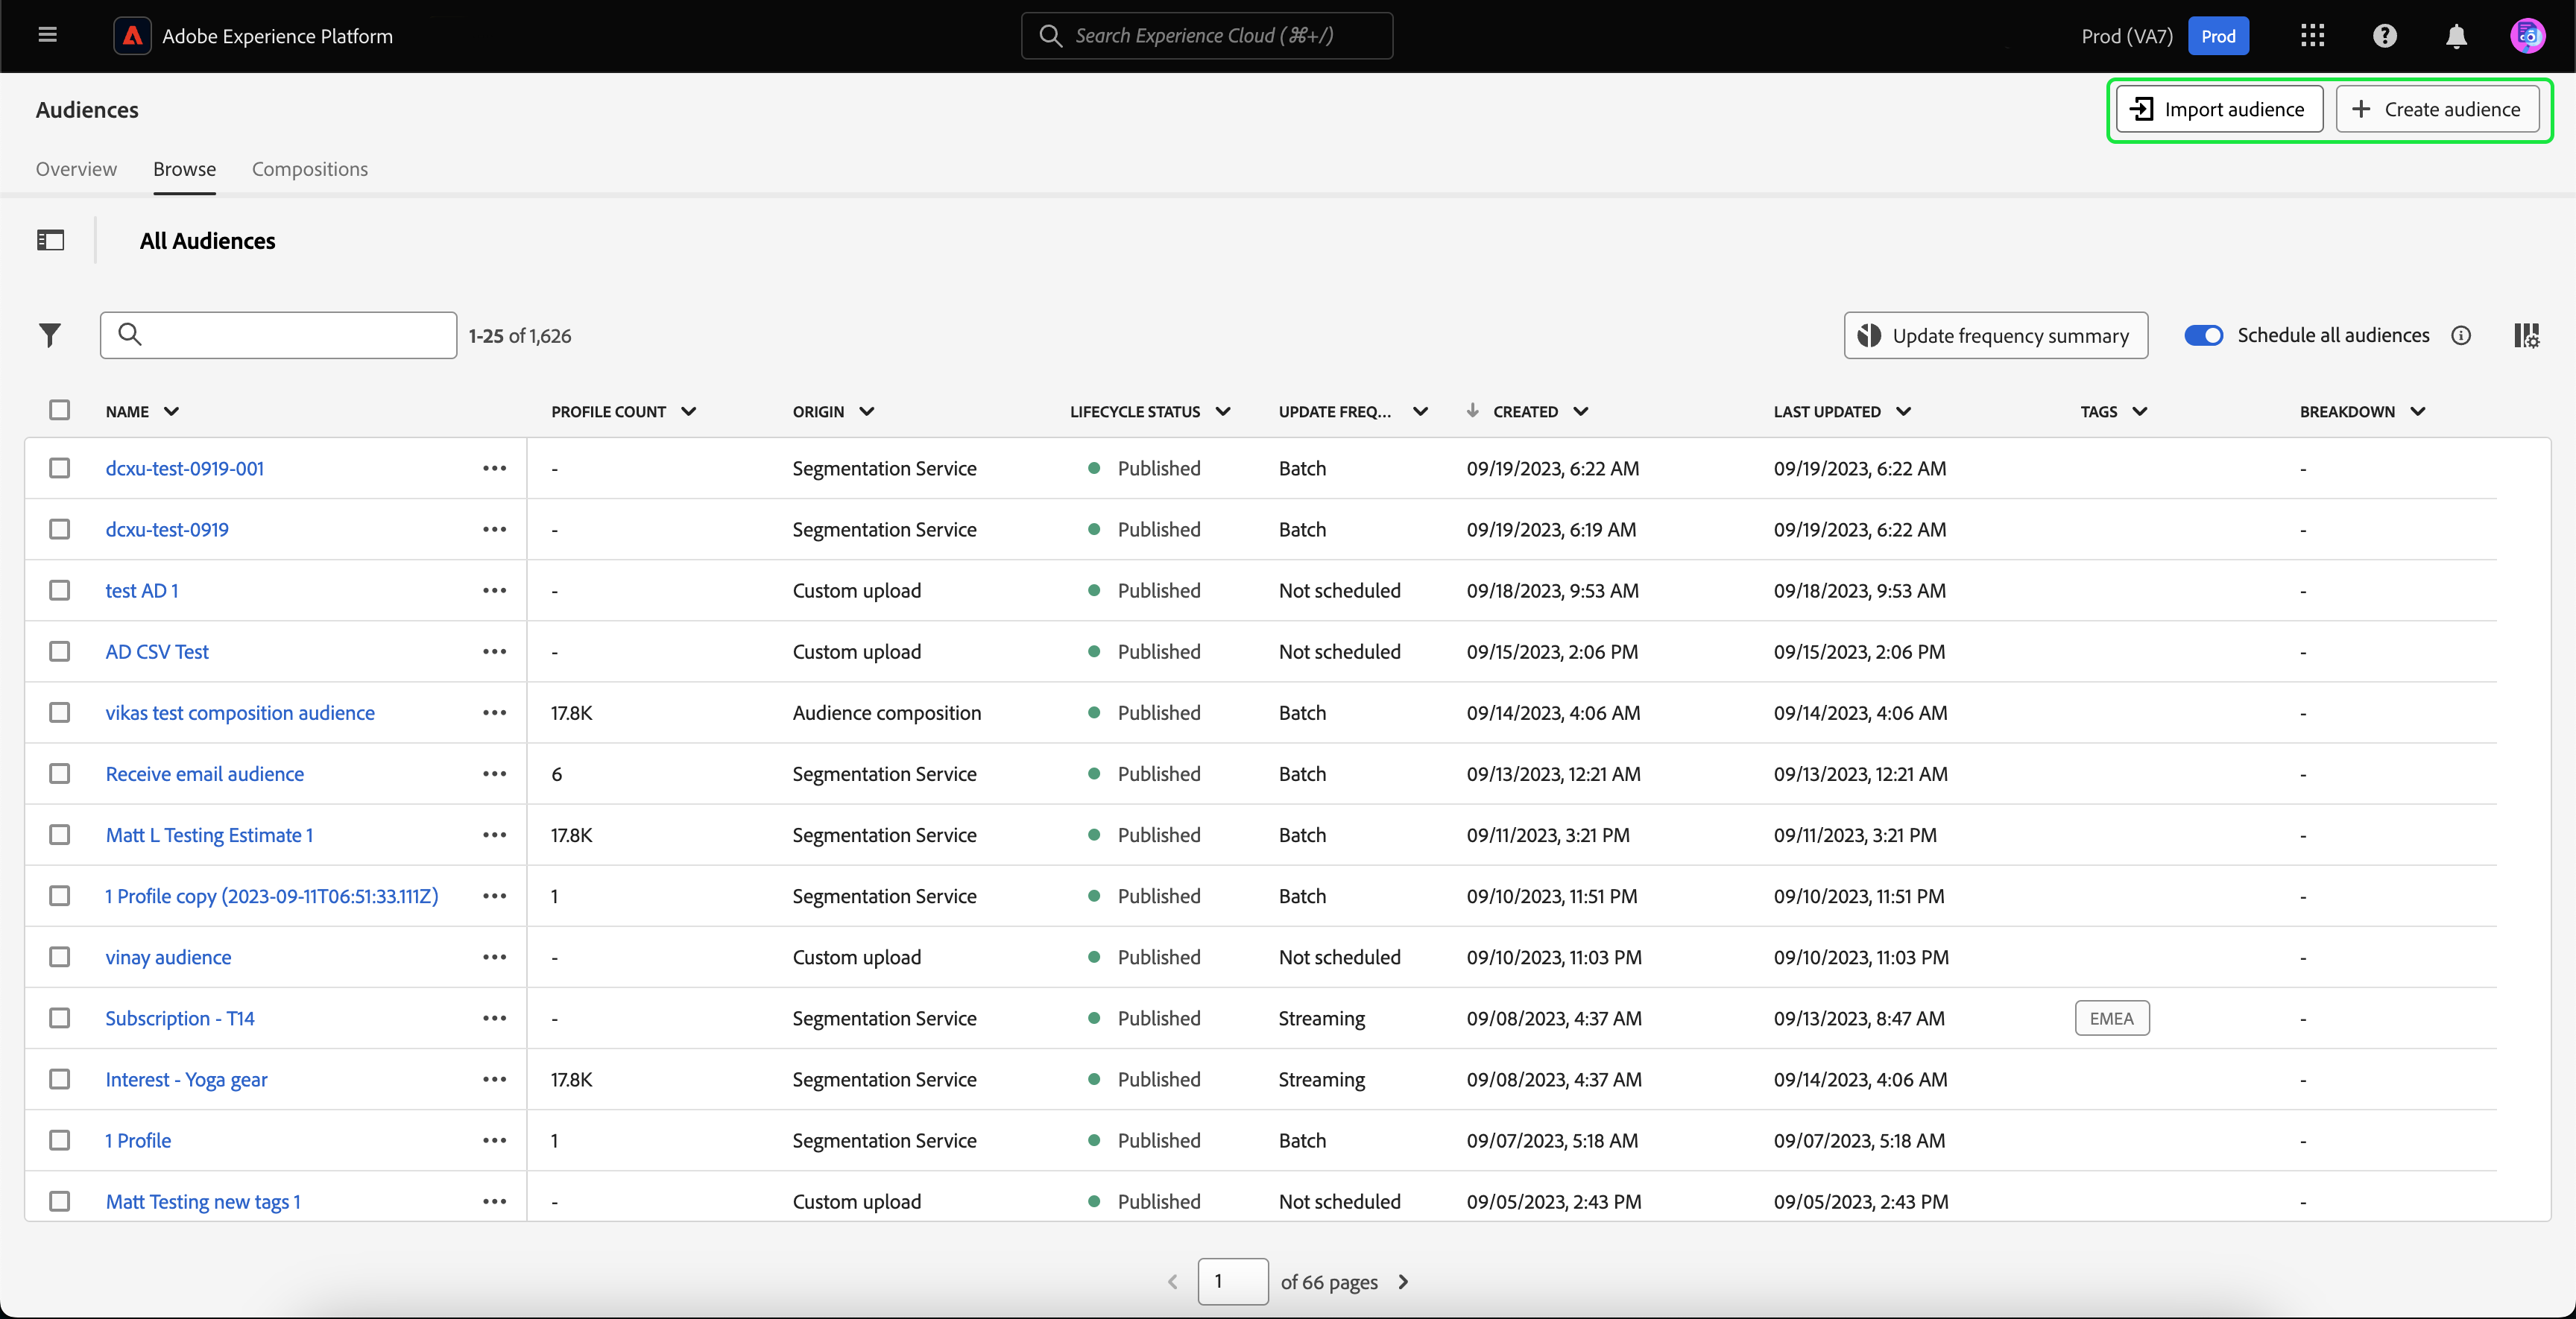 Adobe Experience Platform
Search Experience Cloud (⌘+/)
Prod (VA7) Prod
Audiences
Import audience
Create audience
Overview Browse Compositions
All Audiences
1-25 of 1,626
Update frequency summary
Schedule all audiences
NAME PROFILE COUNT ORIGIN LIFECYCLE STATUS UPDATE FREQ... CREATED LAST UPDATED TAGS BREAKDOWN
dcxu-test-0919-001 ••• - Segmentation Service Published Batch 09/19/2023, 6:22 AM 09/19/2023, 6:22 AM -
dcxu-test-0919 ••• - Segmentation Service Published Batch 09/19/2023, 6:19 AM 09/19/2023, 6:22 AM -
test AD 1 ••• - Custom upload Published Not scheduled 09/18/2023, 9:53 AM 09/18/2023, 9:53 AM -
AD CSV Test ••• - Custom upload Published Not scheduled 09/15/2023, 2:06 PM 09/15/2023, 2:06 PM -
vikas test composition audience ••• 17.8K Audience composition Published Batch 09/14/2023, 4:06 AM 09/14/2023, 4:06 AM -
Receive email audience ••• 6 Segmentation Service Published Batch 09/13/2023, 12:21 AM 09/13/2023, 12:21 AM -
Matt L Testing Estimate 1 ••• 17.8K Segmentation Service Published Batch 09/11/2023, 3:21 PM 09/11/2023, 3:21 PM -
1 Profile copy (2023-09-11T06:51:33.111Z) ••• 1 Segmentation Service Published Batch 09/10/2023, 11:51 PM 09/10/2023, 11:51 PM -
vinay audience ••• - Custom upload Published Not scheduled 09/10/2023, 11:03 PM 09/10/2023, 11:03 PM -
Subscription - T14 ••• - Segmentation Service Published Streaming 09/08/2023, 4:37 AM 09/13/2023, 8:47 AM EMEA -
Interest - Yoga gear ••• 17.8K Segmentation Service Published Streaming 09/08/2023, 4:37 AM 09/14/2023, 4:06 AM -
1 Profile ••• 1 Segmentation Service Published Batch 09/07/2023, 5:18 AM 09/07/2023, 5:18 AM -
Matt Testing new tags 1 ••• - Custom upload Published Not scheduled 09/05/2023, 2:43 PM 09/05/2023, 2:43 PM -
1 of 66 pages